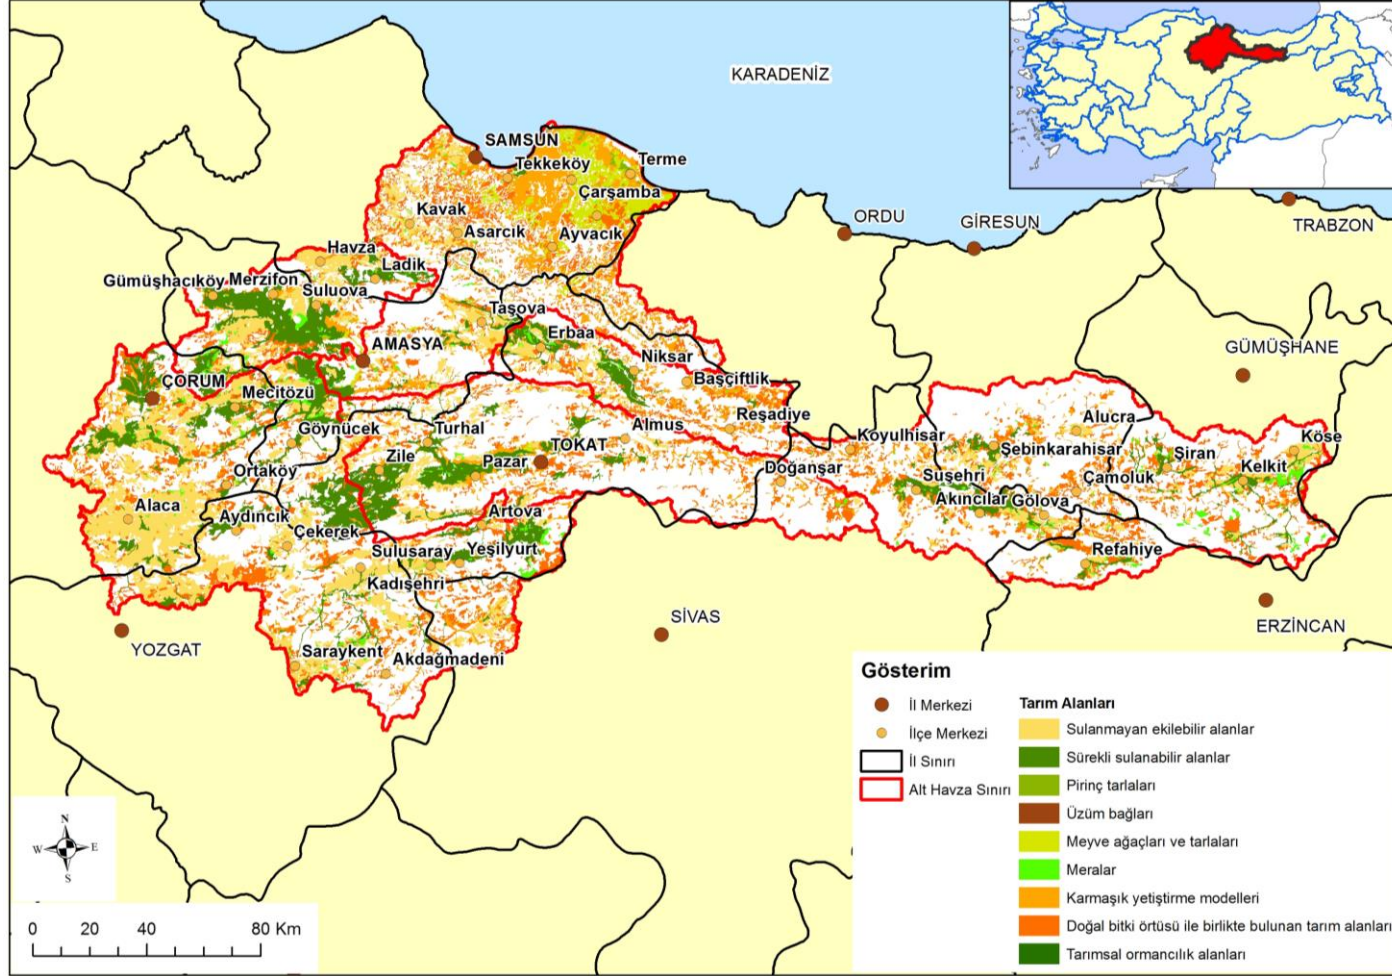 KARADENİZ
SAMSUN
Tekkeköy
Terme
Çarşamba
Kavak
Asarcık
Ayvacık
ORDU
GİRESUN
TRABZON
Havza
Ladik
Gümüşhacıköy
Merzifon
Suluova
Taşova
Erbaa
AMASYA
Niksar
GÜMÜŞHANE
ÇORUM
Başçiftlik
Mecitözü
Reşadiye
Alucra
Göynücek
Turhal
Almus
Koyulhisar
Şebinkarahisar
Köse
TOKAT
Zile
Pazar
Doğanşar
Suşehri
Şiran
Kelkit
Ortaköy
Akıncılar
Gölova
Çamoluk
Alaca
Aydıncık
Artova
Çekerek
Sulusaray
Yeşilyurt
Refahiye
Kadışehri
SİVAS
ERZİNCAN
YOZGAT
Saraykent
Akdağmadeni
Gösterim
İl Merkezi
İlçe Merkezi
İl Sınırı
Alt Havza Sınırı
Tarım Alanları
Sulanmayan ekilebilir alanlar
Sürekli sulanabilir alanlar
Pirinç tarlaları
Üzüm bağları
Meyve ağaçları ve tarlaları
Meralar
Karmaşık yetiştirme modelleri
Doğal bitki örtüsü ile birlikte bulunan tarım alanları
Tarımsal ormancılık alanları
N
W E
S
0 20 40 80 Km